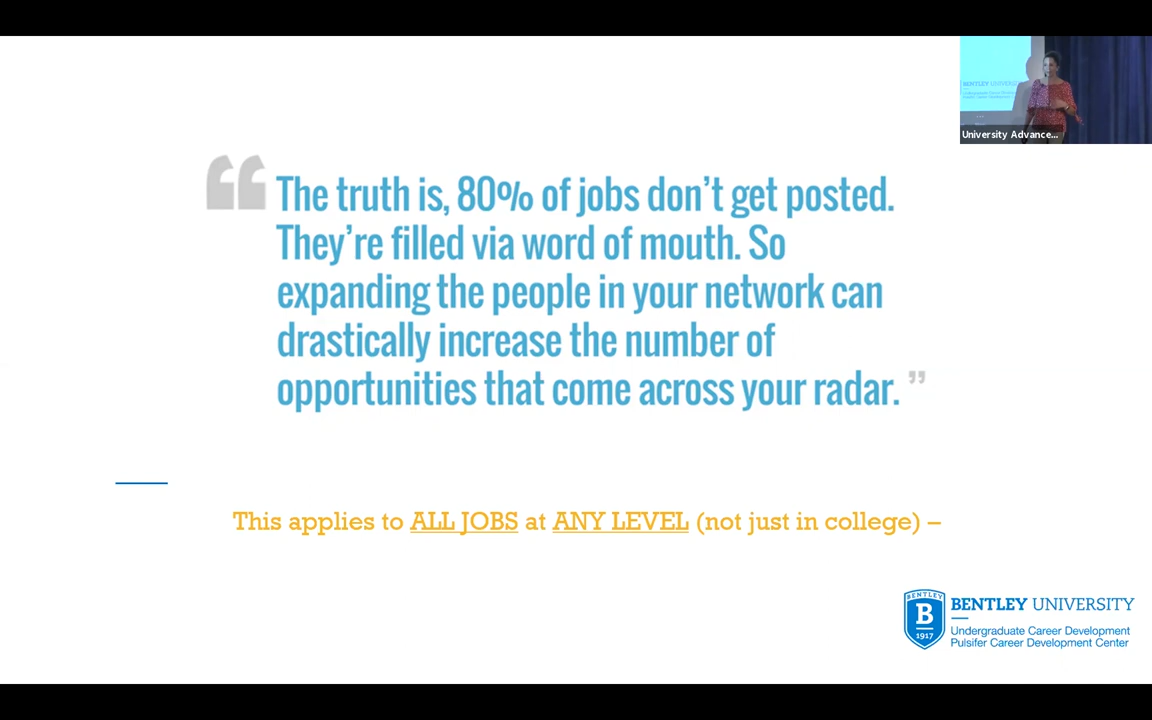 University Advance...
“ The truth is, 80% of jobs don’t get posted.
They’re filled via word of mouth. So
expanding the people in your network can
drastically increase the number of
opportunities that come across your radar. ”
This applies to ALL JOBS at ANY LEVEL (not just in college) –
BENTLEY
B
1917
BENTLEY UNIVERSITY
Undergraduate Career Development
Pulsifer Career Development Center